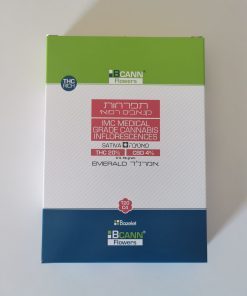 BCANN®
Flowers
THC
RICH
תפרחות
קנאביס רפואי
IMC MEDICAL
GRADE CANNABIS
INFLORESCENCES
SATIVA סאטיבה
THC 20% CBD 4%
EMERALD אמרלד
Bazelet
BCANN®
Flowers